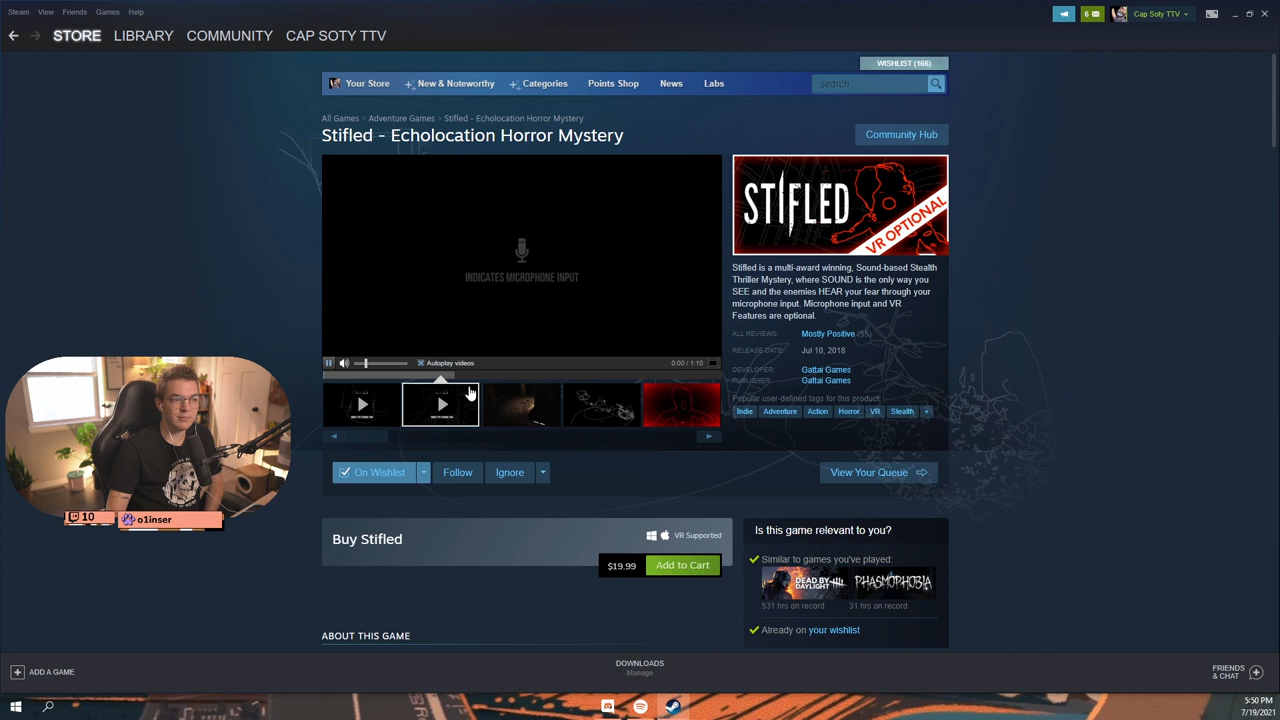 Steam View Friends Games Help
6 Cap Soty TTV
STORE LIBRARY COMMUNITY CAP SOTY TTV
WISHLIST (166)
Your Store New & Noteworthy Categories Points Shop News Labs search
All Games > Adventure Games > Stifled - Echolocation Horror Mystery
Stifled - Echolocation Horror Mystery
Community Hub
INDICATES MICROPHONE INPUT
STIFLED
VR OPTIONAL
Stifled is a multi-award winning, Sound-based Stealth
Thriller Mystery, where SOUND is the only way you
SEE and the enemies HEAR your fear through your
microphone input. Microphone input and VR
Features are optional.
ALL REVIEWS: Mostly Positive (55)
RELEASE DATE: Jul 10, 2018
DEVELOPER: Gattai Games
PUBLISHER: Gattai Games
Popular user-defined tags for this product:
Indie Adventure Action Horror VR Stealth +
Autoplay videos 0:00 / 1:10
On Wishlist Follow Ignore View Your Queue
Buy Stifled
VR Supported
$19.99 Add to Cart
Is this game relevant to you?
Similar to games you've played:
DEAD BY DAYLIGHT PHASMOPHOBIA
531 hrs on record 31 hrs on record
Already on your wishlist
ABOUT THIS GAME
10 o1inser
ADD A GAME
DOWNLOADS
Manage
FRIENDS
& CHAT
5:50 PM
7/19/2021